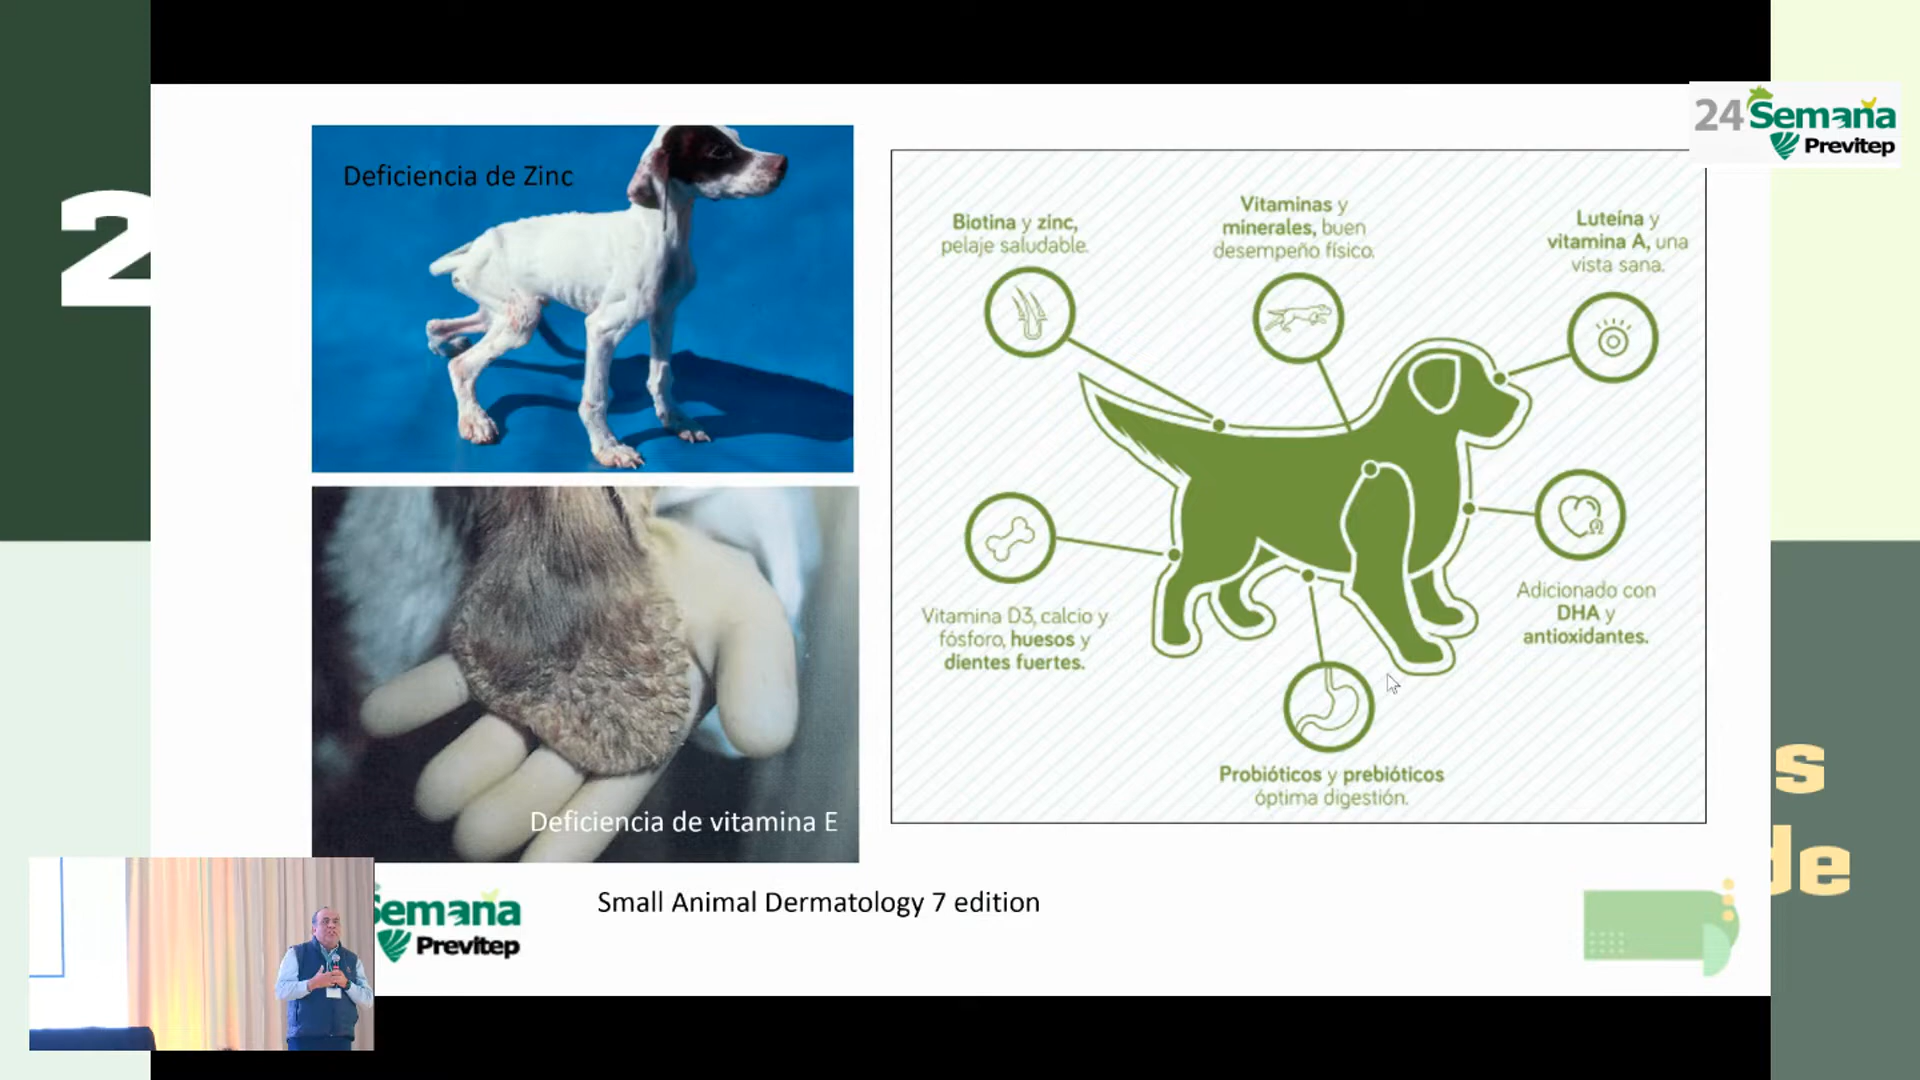 2
24 Semana
Previtep
Deficiencia de Zinc
Biotina y zinc,
pelaje saludable.
Vitaminas y
minerales, buen
desempeño físico.
Luteína y
vitamina A, una
vista sana.
Vitamina D3, calcio y
fósforo, huesos y
dientes fuertes.
Adicionado con
DHA y
antioxidantes.
Probióticos y prebióticos
óptima digestión.
Deficiencia de vitamina E
Small Animal Dermatology 7 edition
Semana
Previtep
s
de